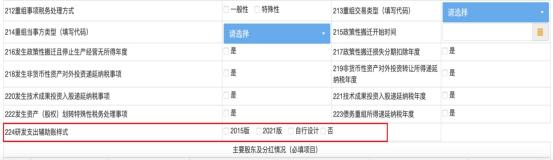 212重组事项税务处理方式 一般性 特殊性 213重组交易类型（填写代码） 请选择
214重组当事方类型（填写代码） 请选择 215政策性搬迁开始时间
216发生政策性搬迁且停止生产经营无所得年度 是 217政策性搬迁损失分期扣除年度 是
218发生非货币性资产对外投资递延纳税事项 是 219非货币性资产对外投资转让所得递延
纳税年度 是
220发生技术成果投资入股递延纳税事项 是 221技术成果投资入股递延纳税年度 是
222发生资产（股权）划转特殊性税务处理事项 是 223债务重组所得递延纳税年度 是
224研发支出辅助账样式 2015版 2021版 自行设计 否
主要股东及分红情况（必填项目）